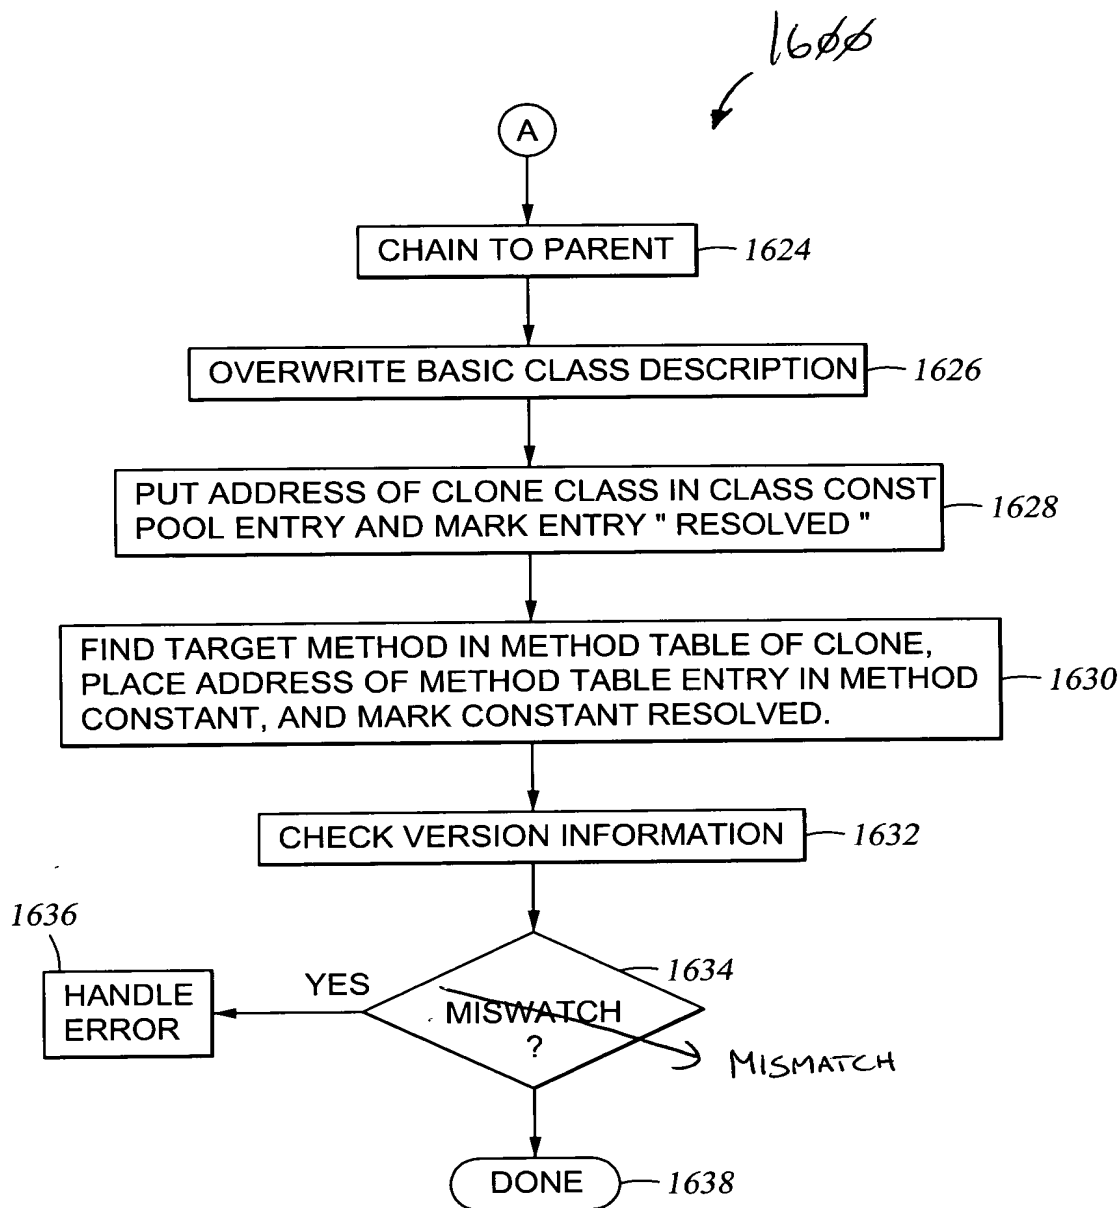 16ØØ
A
CHAIN TO PARENT
1624
OVERWRITE BASIC CLASS DESCRIPTION
1626
PUT ADDRESS OF CLONE CLASS IN CLASS CONST
POOL ENTRY AND MARK ENTRY " RESOLVED "
1628
FIND TARGET METHOD IN METHOD TABLE OF CLONE,
PLACE ADDRESS OF METHOD TABLE ENTRY IN METHOD
CONSTANT, AND MARK CONSTANT RESOLVED.
1630
CHECK VERSION INFORMATION
1632
1636
HANDLE
ERROR
YES
1634
MISWATCH
?
MISMATCH
DONE
1638